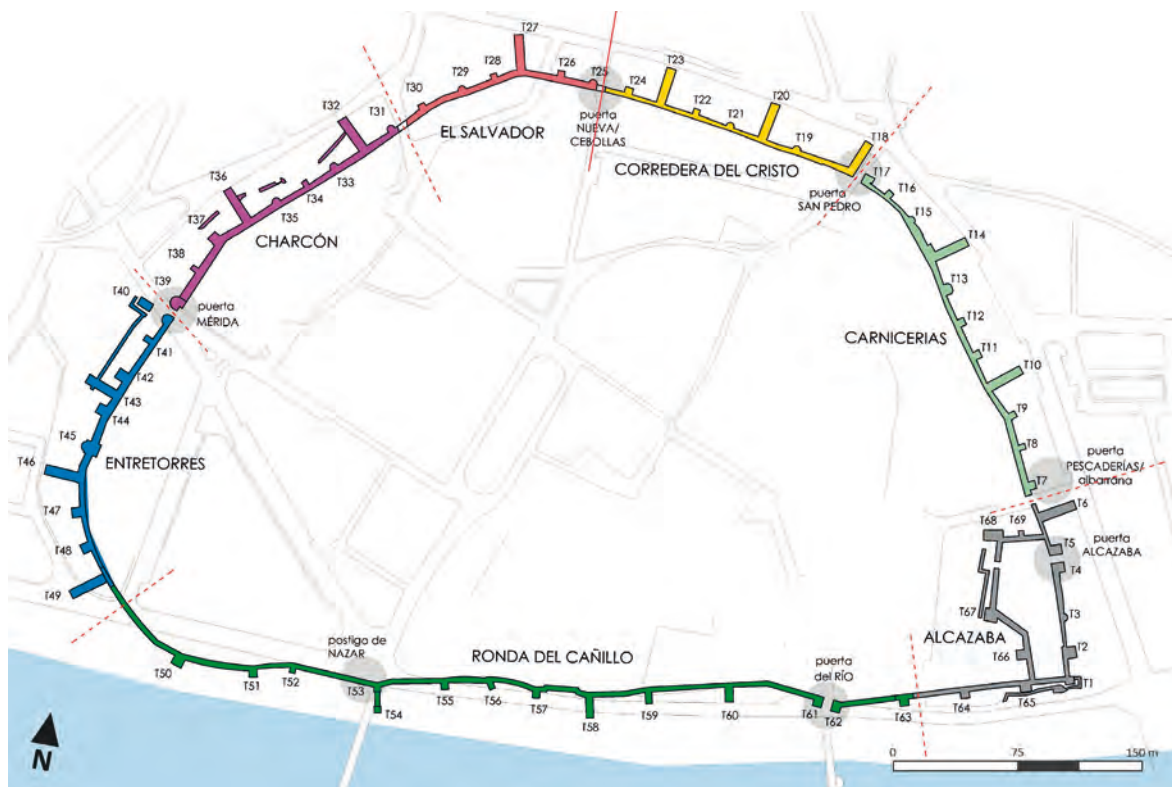 T27
T28
T29
T26
T25
T24
T23
T30
T32
T31
EL SALVADOR
puerta
NUEVA/
CEBOLLAS
T22
T21
T20
T19
T18
CORREDERA DEL CRISTO
T17
puerta
SAN PEDRO
T16
T15
T14
T36
T33
T34
T35
T37
CHARCÓN
T38
T39
puerta
MÉRIDA
T40
T13
T12
T11
T10
CARNICERIAS
T41
T42
T43
T44
T45
T46
ENTRETORRES
T9
T8
puerta
PESCADERÍAS/
albarrana
T7
T47
T48
T49
T6
T69
T68
T5
puerta
ALCAZABA
T4
T67
T3
ALCAZABA
T66
T2
T1
T65
T64
postigo de
NAZAR
RONDA DEL CAÑILLO
puerta
del RÍO
T50
T51
T52
T53
T54
T55
T56
T57
T58
T59
T60
T61
T62
T63
N
0 75 150 m